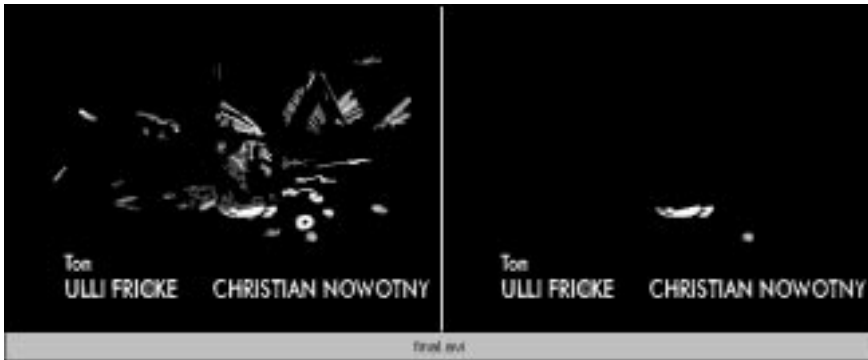 Ton
ULLI FRICKE CHRISTIAN NOWOTNY
Ton
ULLI FRICKE CHRISTIAN NOWOTNY
final.avi